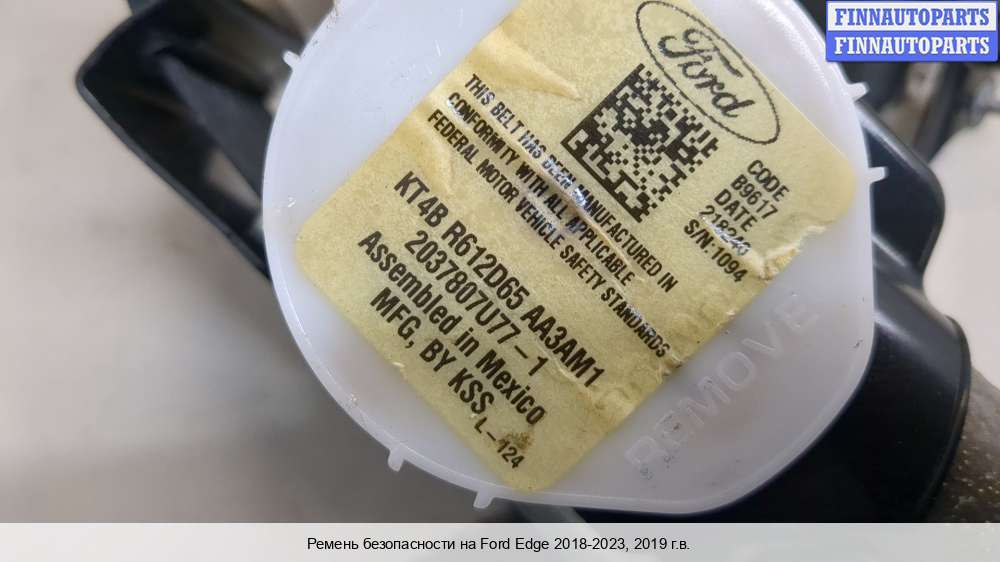 FINNAUTOPARTS
FINNAUTOPARTS
Ford
CODE
B9617
DATE
218240
S/N:1094
THIS BELT HAS BEEN MANUFACTURED IN
CONFORMITY WITH ALL APPLICABLE
FEDERAL MOTOR VEHICLE SAFETY STANDARDS
KT4B R612D65 AA3AM1
2037807U77-1
Assembled in Mexico
MFG, BY KSS
L-124
REMOVE
Ремень безопасности на Ford Edge 2018-2023, 2019 г.в.